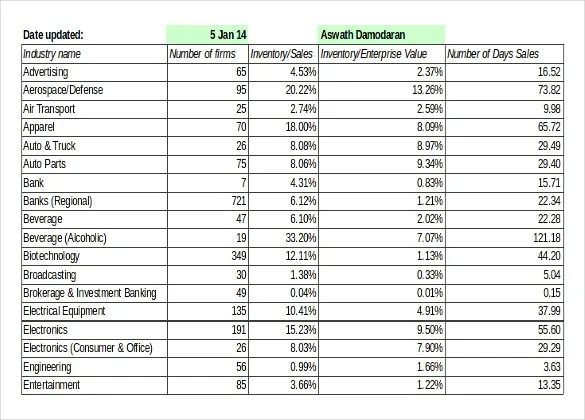 Date updated: 5 Jan 14 Aswath Damodaran
Industry name Number of firms Inventory/Sales Inventory/Enterprise Value Number of Days Sales
Advertising 65 4.53% 2.37% 16.52
Aerospace/Defense 95 20.22% 13.26% 73.82
Air Transport 25 2.74% 2.59% 9.98
Apparel 70 18.00% 8.09% 65.72
Auto & Truck 26 8.08% 8.97% 29.49
Auto Parts 75 8.06% 9.34% 29.40
Bank 7 4.31% 0.83% 15.71
Banks (Regional) 721 6.12% 1.21% 22.34
Beverage 47 6.10% 2.02% 22.28
Beverage (Alcoholic) 19 33.20% 7.07% 121.18
Biotechnology 349 12.11% 1.13% 44.20
Broadcasting 30 1.38% 0.33% 5.04
Brokerage & Investment Banking 49 0.04% 0.01% 0.15
Electrical Equipment 135 10.41% 4.91% 37.99
Electronics 191 15.23% 9.50% 55.60
Electronics (Consumer & Office) 26 8.03% 7.90% 29.29
Engineering 56 0.99% 1.66% 3.63
Entertainment 85 3.66% 1.22% 13.35